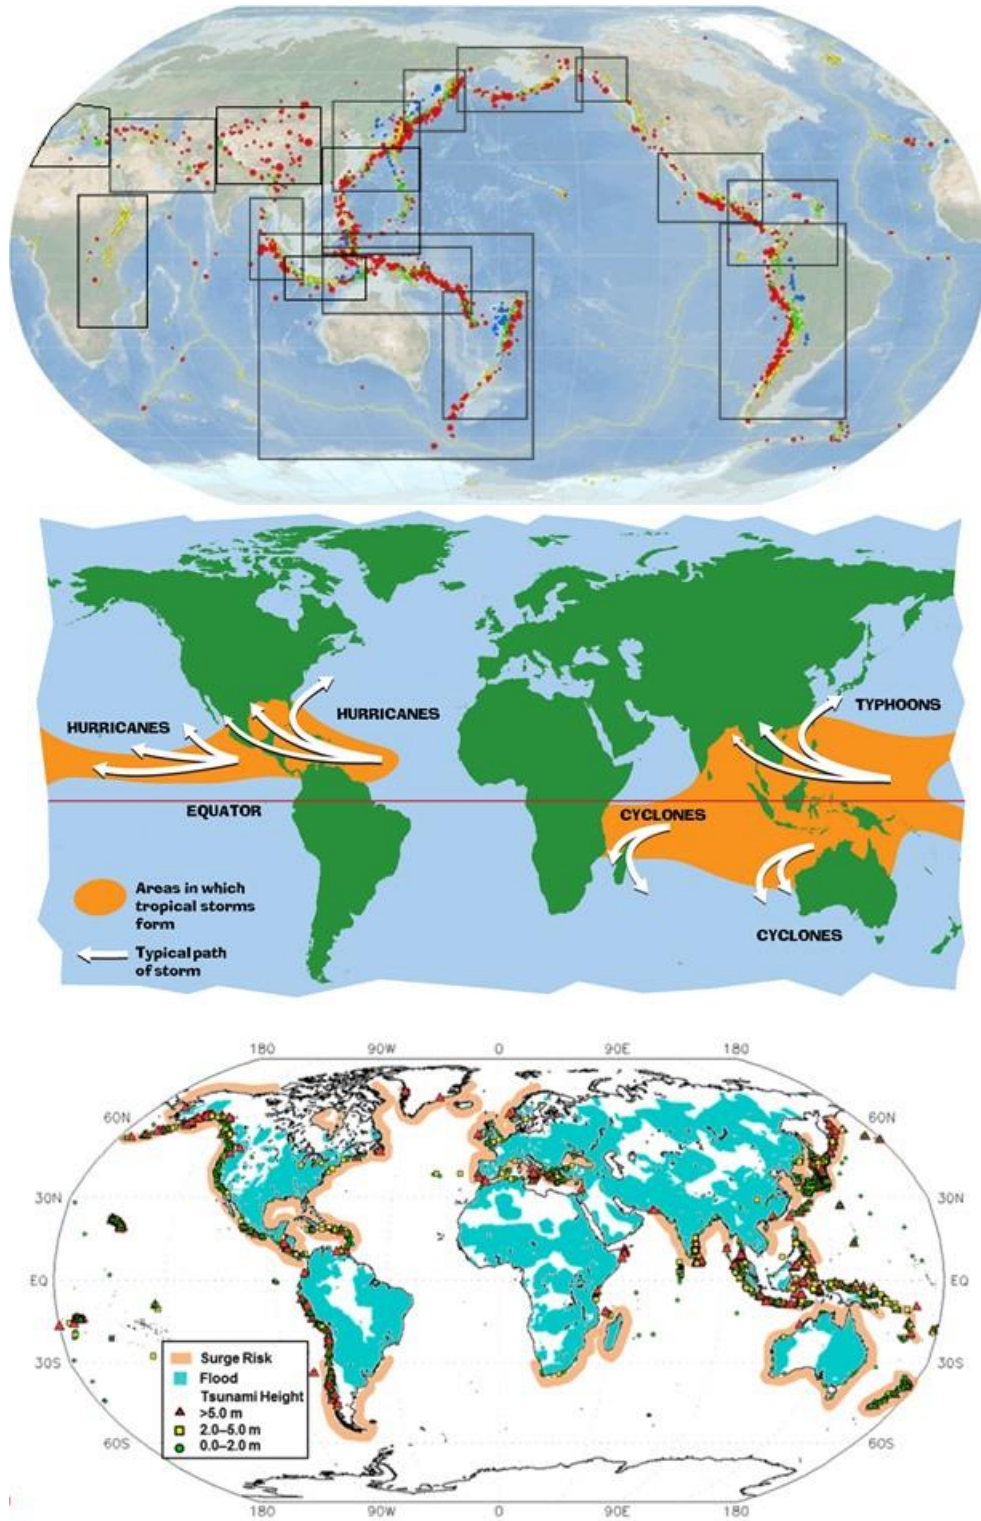 HURRICANES
HURRICANES
TYPHOONS
EQUATOR
CYCLONES
Areas in which
tropical storms
form
Typical path
of storm
CYCLONES
180 90W 0 90E 180
60N 60N
30N 30N
EQ EQ
30S 30S
Surge Risk
Flood
Tsunami Height
>5.0 m
2.0–5.0 m
0.0–2.0 m
60S 60S
180 90W 0 90E 180